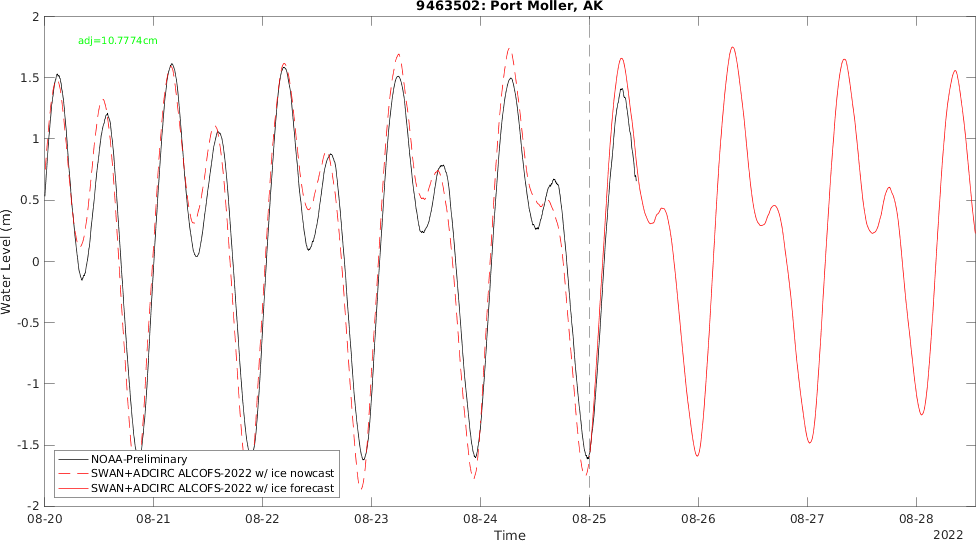 9463502: Port Moller, AK
adj=10.7774cm
Water Level (m)
2
1.5
1
0.5
0
-0.5
-1
-1.5
-2
NOAA-Preliminary
SWAN+ADCIRC ALCOFS-2022 w/ ice nowcast
SWAN+ADCIRC ALCOFS-2022 w/ ice forecast
08-20 08-21 08-22 08-23 08-24 08-25 08-26 08-27 08-28
Time
2022